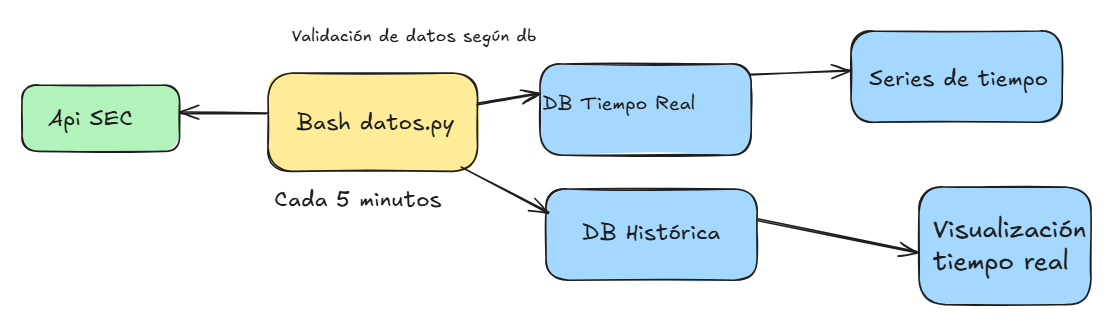 Validación de datos según db
Api SEC
Bash datos.py
Cada 5 minutos
DB Tiempo Real
Series de tiempo
DB Histórica
Visualización
tiempo real